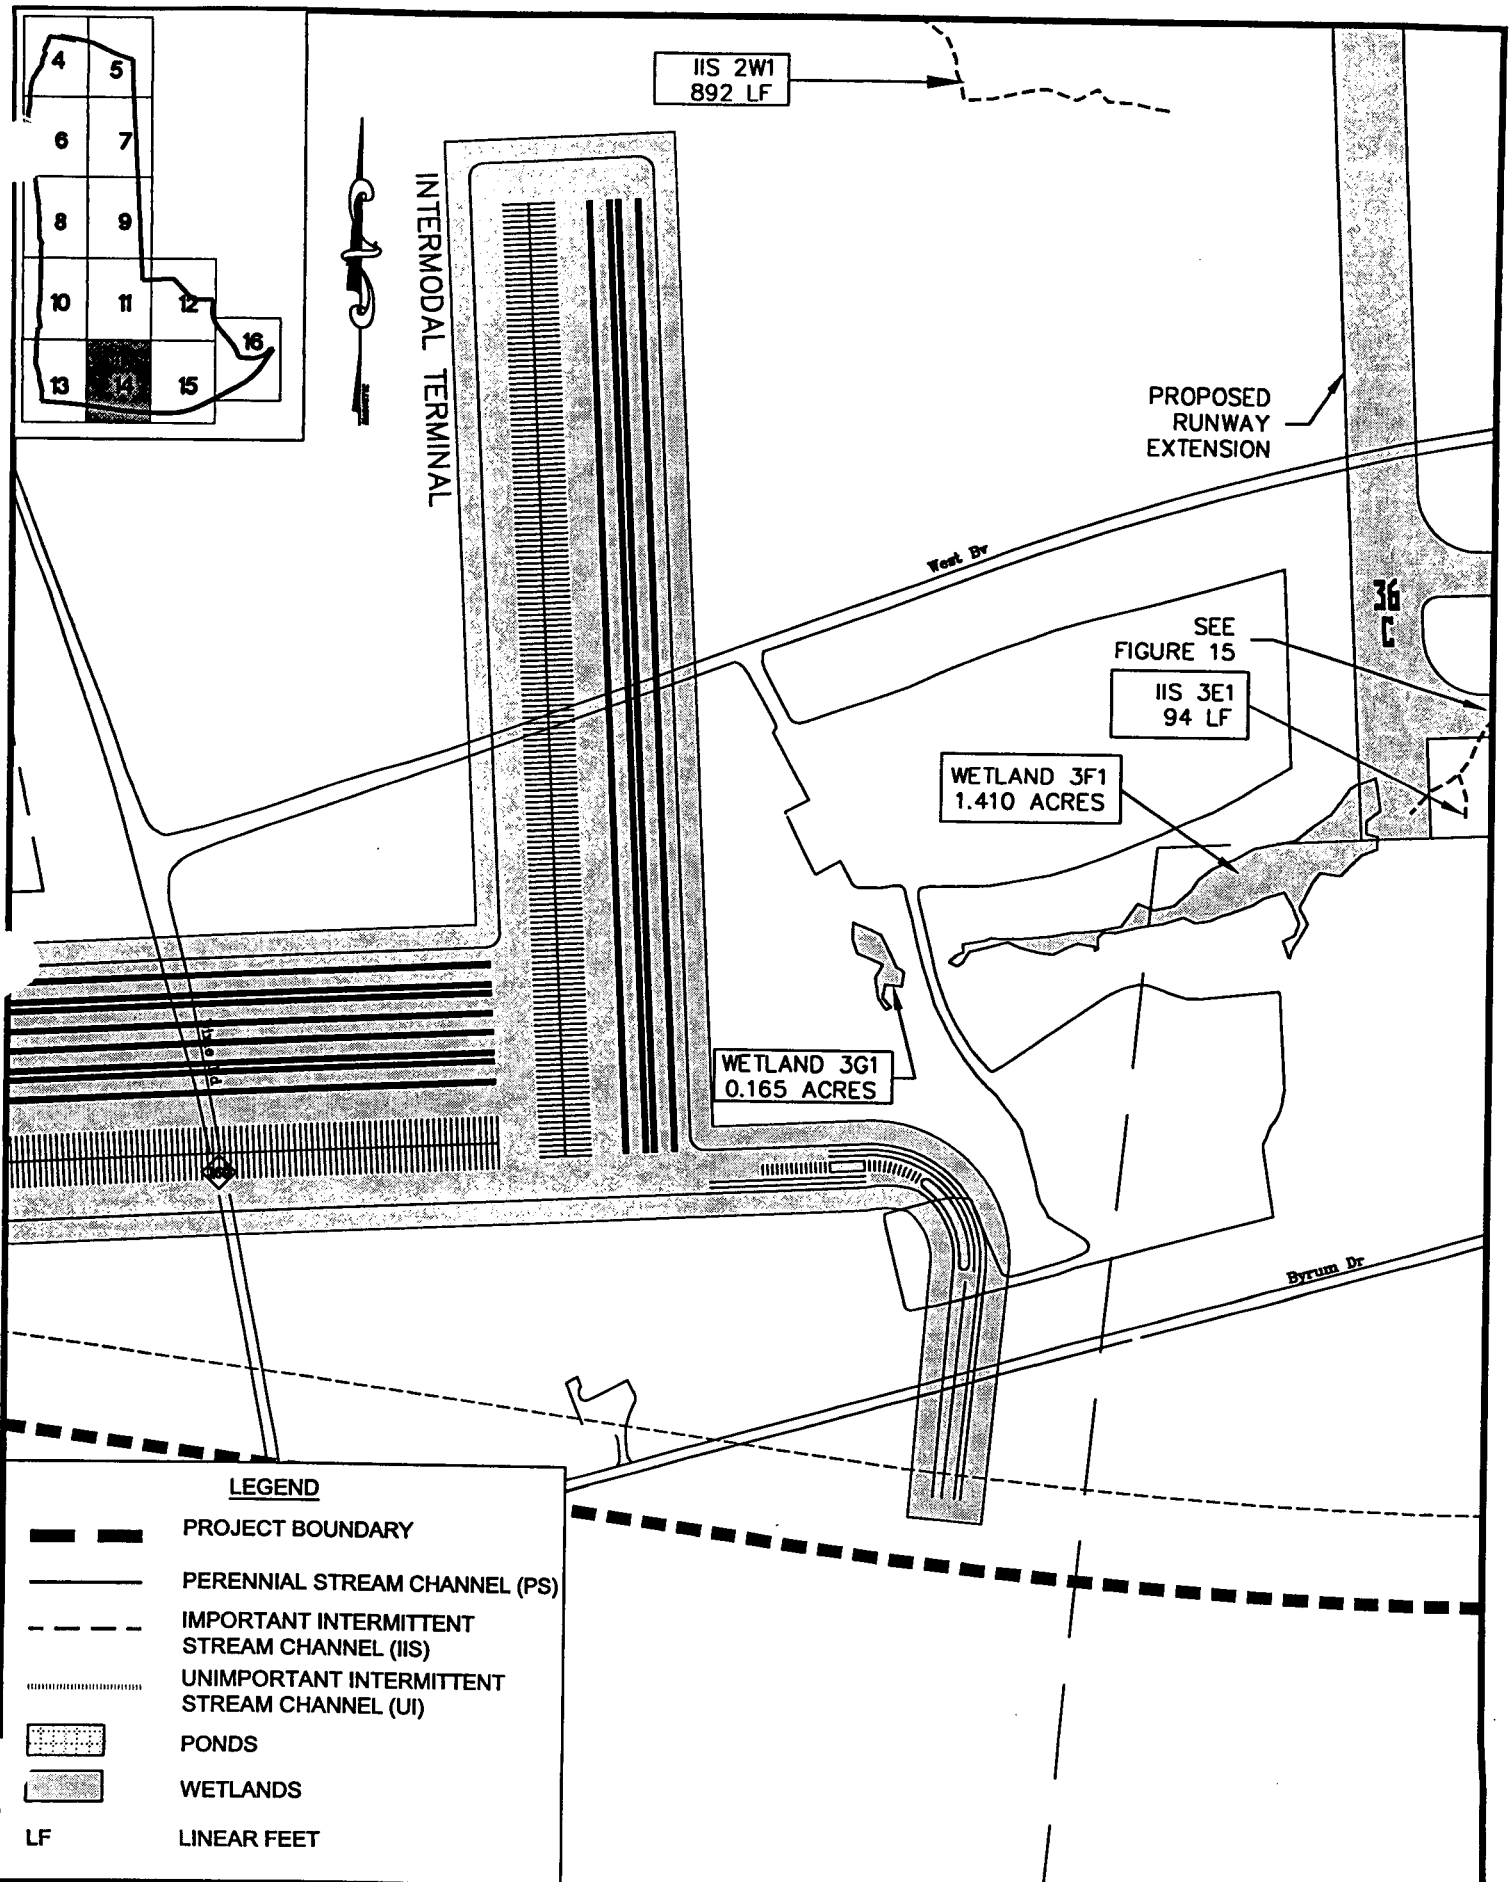 4
5
6
7
8
9
10
11
12
16
13
14
15
IIS 2W1
892 LF
INTERMODAL TERMINAL
PROPOSED
RUNWAY
EXTENSION
West Bv
36
C
SEE
FIGURE 15
IIS 3E1
94 LF
WETLAND 3F1
1.410 ACRES
WETLAND 3G1
0.165 ACRES
Byrum Dr
LEGEND
PROJECT BOUNDARY
PERENNIAL STREAM CHANNEL (PS)
IMPORTANT INTERMITTENT
STREAM CHANNEL (IIS)
UNIMPORTANT INTERMITTENT
STREAM CHANNEL (UI)
PONDS
WETLANDS
LF LINEAR FEET